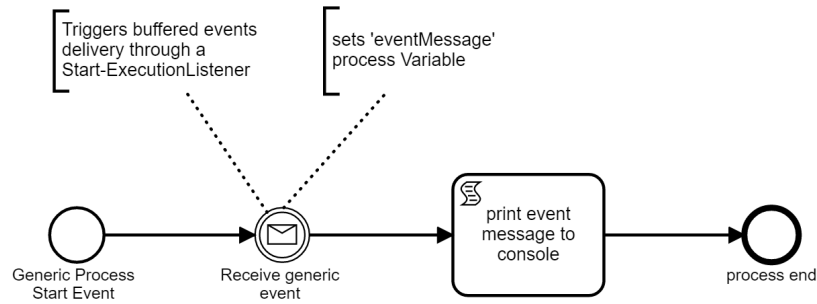 Triggers buffered events
delivery through a
Start-ExecutionListener
sets 'eventMessage'
process Variable
Generic Process
Start Event
Receive generic
event
print event
message to
console
process end